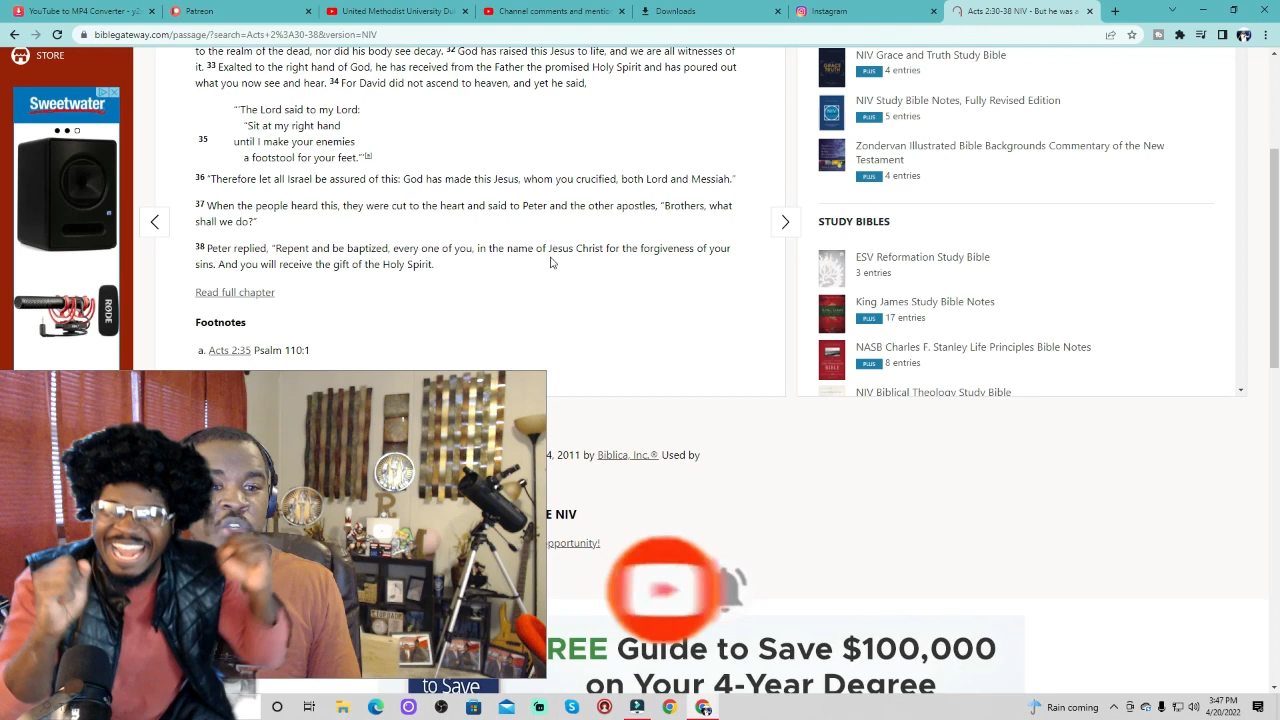 YouTube to MP4 Converter - y2
Patreon
United Methodist University Dul
Channel comments and mentio
Downloads
Instagram
Acts 2:30-38 NIV - But he was a
biblegateway.com/passage/?search=Acts+2%3A30-38&version=NIV
STORE
Sweetwater
RODE
to the realm of the dead, nor did his body see decay. 32 God has raised this Jesus to life, and we are all witnesses of
it. 33 Exalted to the right hand of God, he has received from the Father the promised Holy Spirit and has poured out
what you now see and hear. 34 For David did not ascend to heaven, and yet he said,
“‘The Lord said to my Lord:
“Sit at my right hand
35 until I make your enemies
a footstool for your feet.”’[a]
36 “Therefore let all Israel be assured of this: God has made this Jesus, whom you crucified, both Lord and Messiah.”
37 When the people heard this, they were cut to the heart and said to Peter and the other apostles, “Brothers, what
shall we do?”
38 Peter replied, “Repent and be baptized, every one of you, in the name of Jesus Christ for the forgiveness of your
sins. And you will receive the gift of the Holy Spirit.
Read full chapter
Footnotes
a. Acts 2:35 Psalm 110:1
NIV Grace and Truth Study Bible
PLUS 4 entries
NIV Study Bible Notes, Fully Revised Edition
PLUS 5 entries
Zondervan Illustrated Bible Backgrounds Commentary of the New
Testament
PLUS 4 entries
STUDY BIBLES
ESV Reformation Study Bible
3 entries
King James Study Bible Notes
PLUS 17 entries
NASB Charles F. Stanley Life Principles Bible Notes
PLUS 8 entries
NIV Biblical Theology Study Bible
4, 2011 by Biblica, Inc.® Used by
E NIV
opportunity!
REE Guide to Save $100,000
on Your 4-Year Degree
to Save
Rain coming
3:47 PM
4/20/2022